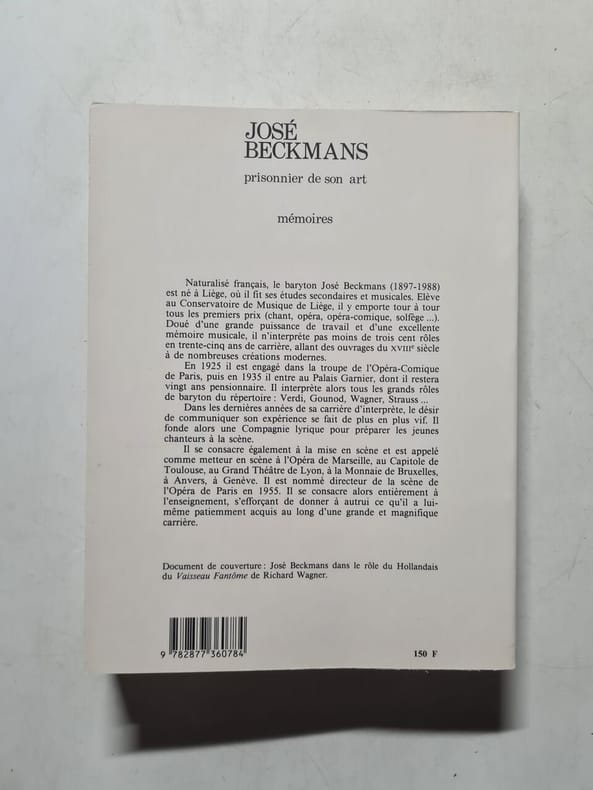 JOSÉ
BECKMANS
prisonnier de son art
mémoires
Naturalisé français, le baryton José Beckmans (1897-1988)
est né à Liège, où il fit ses études secondaires et musicales. Elève
au Conservatoire de Musique de Liège, il y emporte tour à tour
tous les premiers prix (chant, opéra, opéra-comique, solfège ...).
Doué d'une grande puissance de travail et d'une excellente
mémoire musicale, il n'interprète pas moins de trois cent rôles
en trente-cinq ans de carrière, allant des ouvrages du XVIIIe siècle
à de nombreuses créations modernes.
En 1925 il est engagé dans la troupe de l'Opéra-Comique
de Paris, puis en 1935 il entre au Palais Garnier, dont il restera
vingt ans pensionnaire. Il interprète alors tous les grands rôles
de baryton du répertoire : Verdi, Gounod, Wagner, Strauss ...
Dans les dernières années de sa carrière d'interprète, le désir
de communiquer son expérience se fait de plus en plus vif. Il
fonde alors une Compagnie lyrique pour préparer les jeunes
chanteurs à la scène.
Il se consacre également à la mise en scène et est appelé
comme metteur en scène à l'Opéra de Marseille, au Capitole de
Toulouse, au Grand Théâtre de Lyon, à la Monnaie de Bruxelles,
à Anvers, à Genève. Il est nommé directeur de la scène de
l'Opéra de Paris en 1955. Il se consacre alors entièrement à
l'enseignement, s'efforçant de donner à autrui ce qu'il a lui-
même patiemment acquis au long d'une grande et magnifique
carrière.
Document de couverture : José Beckmans dans le rôle du Hollandais
du Vaisseau Fantôme de Richard Wagner.
9 782877 360784
150 F